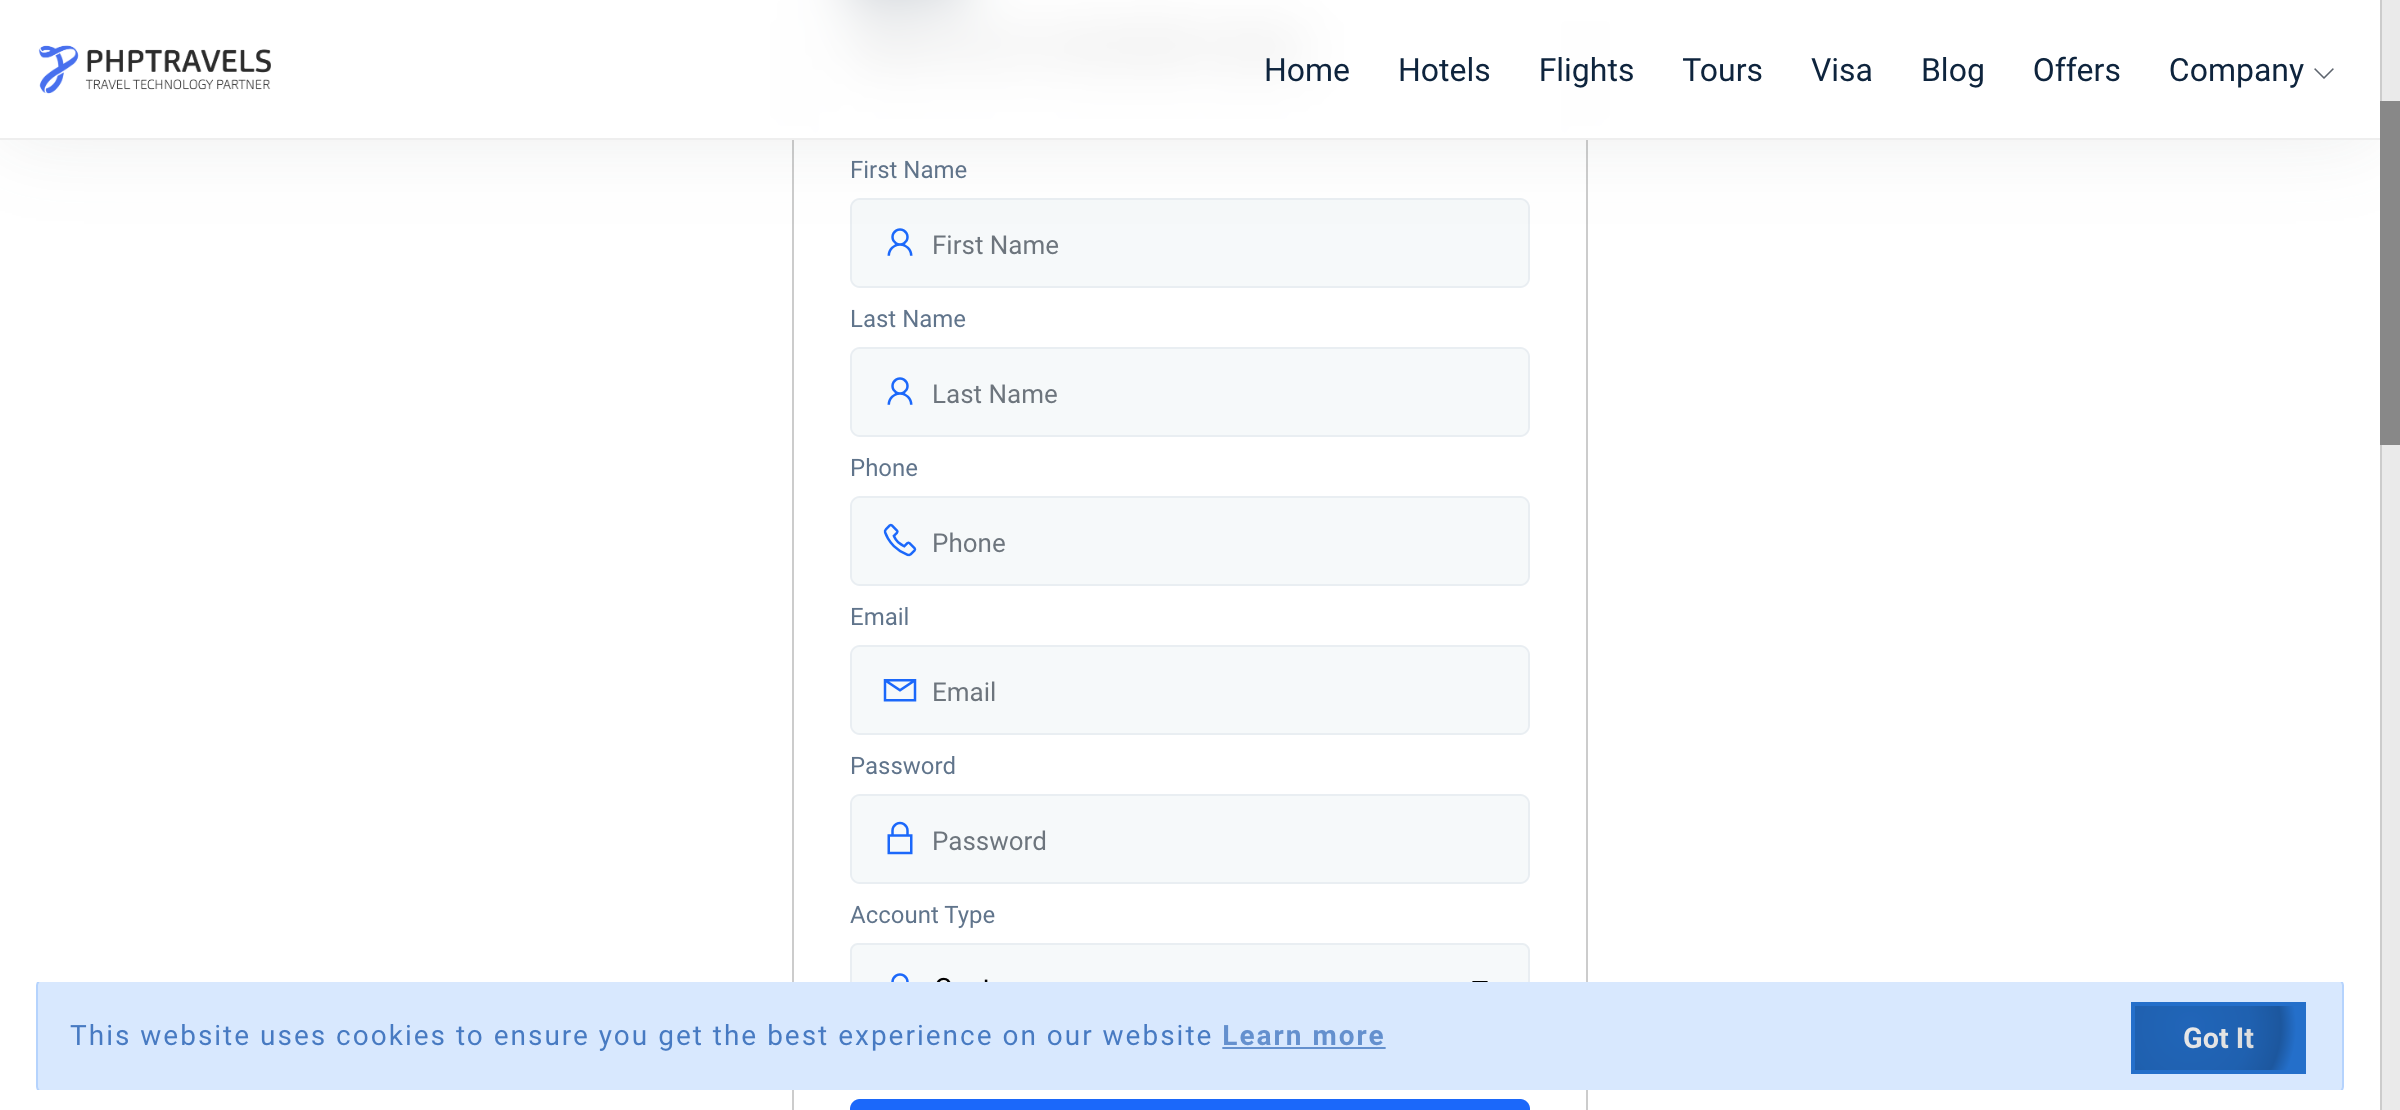 PHPTRAVELS
TRAVEL TECHNOLOGY PARTNER
Home Hotels Flights Tours Visa Blog Offers Company
First Name
First Name
Last Name
Last Name
Phone
Phone
Email
Email
Password
Password
Account Type
This website uses cookies to ensure you get the best experience on our website Learn more
Got It